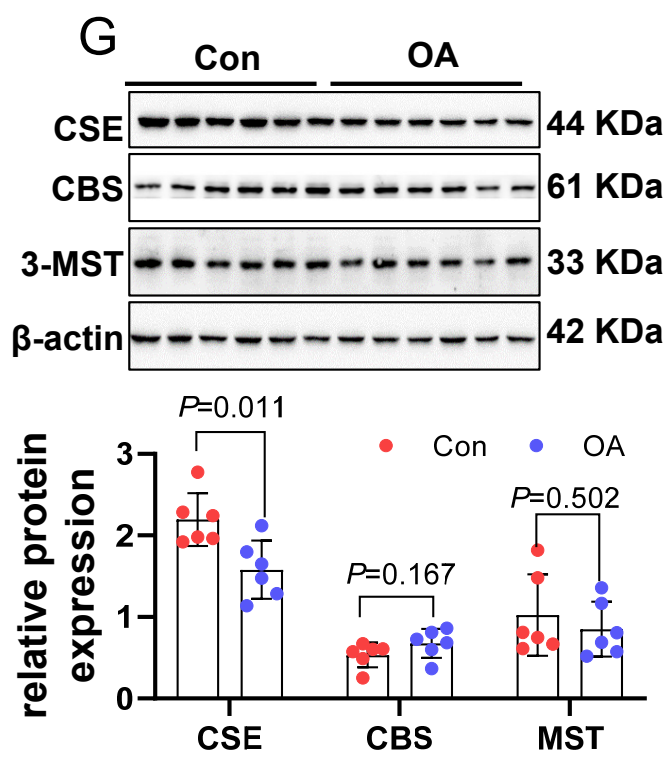 G
Con OA
CSE 44 KDa
CBS 61 KDa
3-MST 33 KDa
β-actin 42 KDa
P=0.011
Con OA
P=0.502
P=0.167
relative protein
expression
3
2
1
0
CSE CBS MST